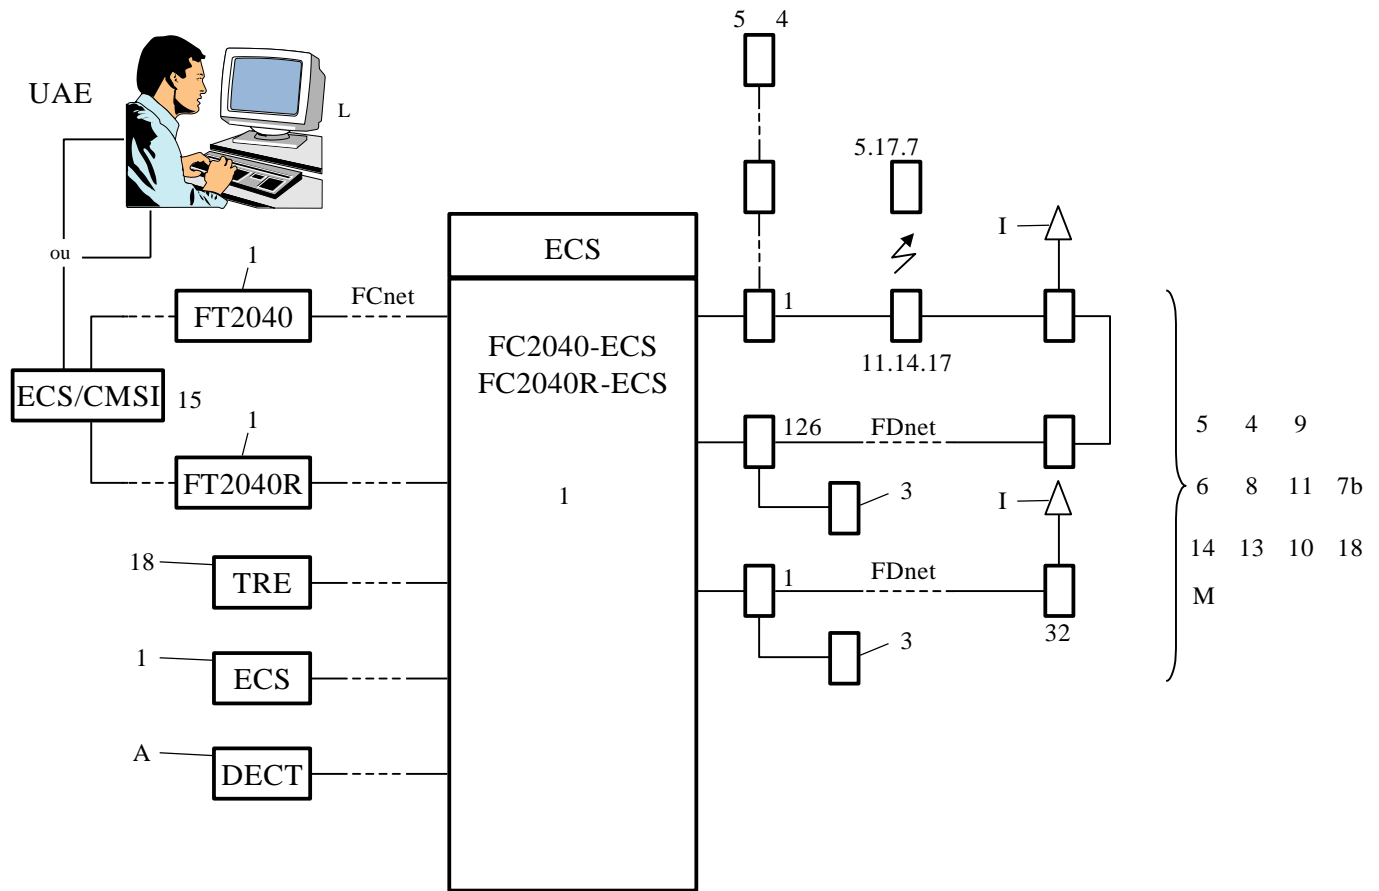 5 4
UAE
L
5.17.7
I
ou
1
ECS
FT2040
FCnet
1
FC2040-ECS
FC2040R-ECS
11.14.17
ECS/CMSI
15
1
126
FDnet
5 4 9
FT2040R
1
3
I
6 8 11 7b
18
TRE
1
FDnet
14 13 10 18
M
32
1
ECS
3
A
DECT